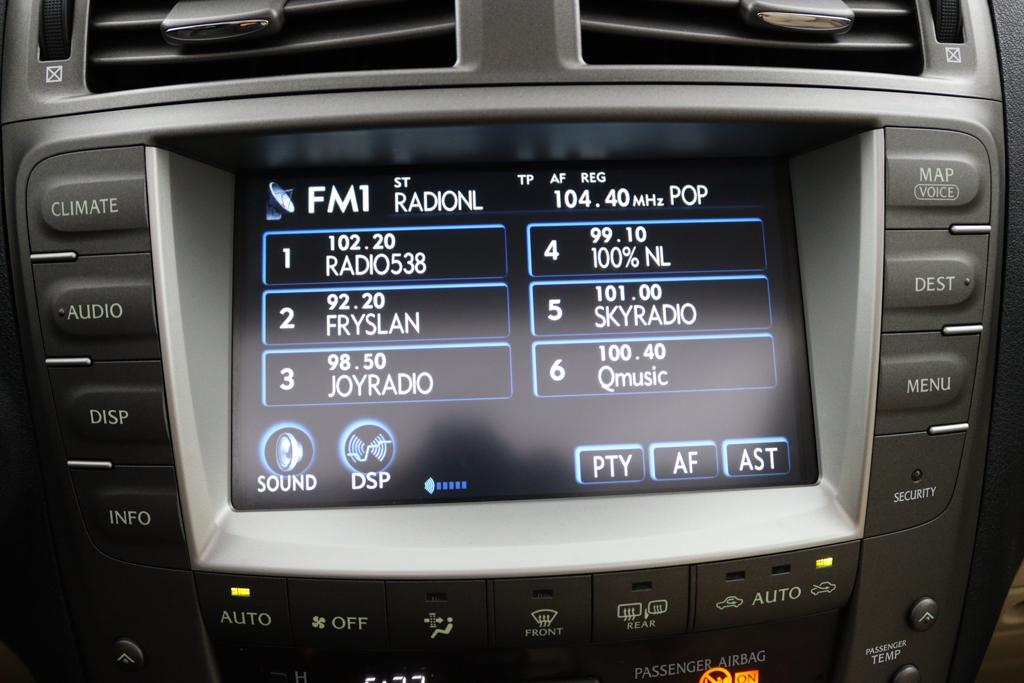 FM1 ST RADIONL TP AF REG 104.40 MHz POP
1 102.20 RADIO538
2 92.20 FRYSLAN
3 98.50 JOYRADIO
4 99.10 100% NL
5 101.00 SKYRADIO
6 100.40 Qmusic
SOUND DSP PTY AF AST
CLIMATE
AUDIO
DISP
INFO
MAP
VOICE
DEST
MENU
SECURITY
AUTO OFF FRONT REAR AUTO
PASSENGER AIRBAG
ON
PASSENGER
TEMP
H